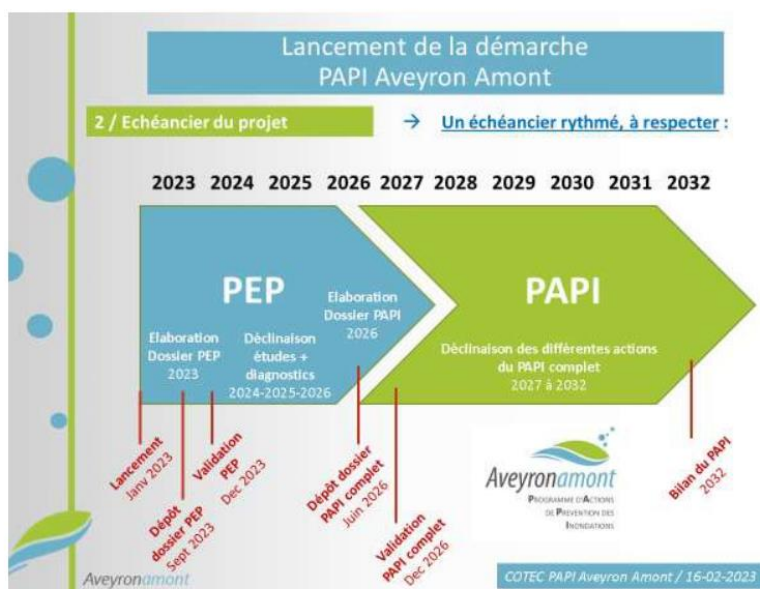 Lancement de la démarche
PAPI Aveyron Amont
2 / Echéancier du projet
→ Un échéancier rythmé, à respecter :
2023 2024 2025 2026 2027 2028 2029 2030 2031 2032
PEP
Elaboration
Dossier PEP
2023
Déclinaison
études +
diagnostics
2024-2025-2026
Elaboration
Dossier PAPI
2026
PAPI
Déclinaison des différentes actions
du PAPI complet
2027 à 2032
Lancement
Janv 2023
Dépôt
dossier PEP
Sept 2023
Validation
PEP
Dec 2023
Dépôt dossier
PAPI complet
Juin 2026
Validation
PAPI complet
Dec 2026
Bilan du PAPI
2032
Aveyronamont
PROGRAMME D'ACTIONS
DE PREVENTION DES
INONDATIONS
Aveyronamont
COTEC PAPI Aveyron Amont / 16-02-2023